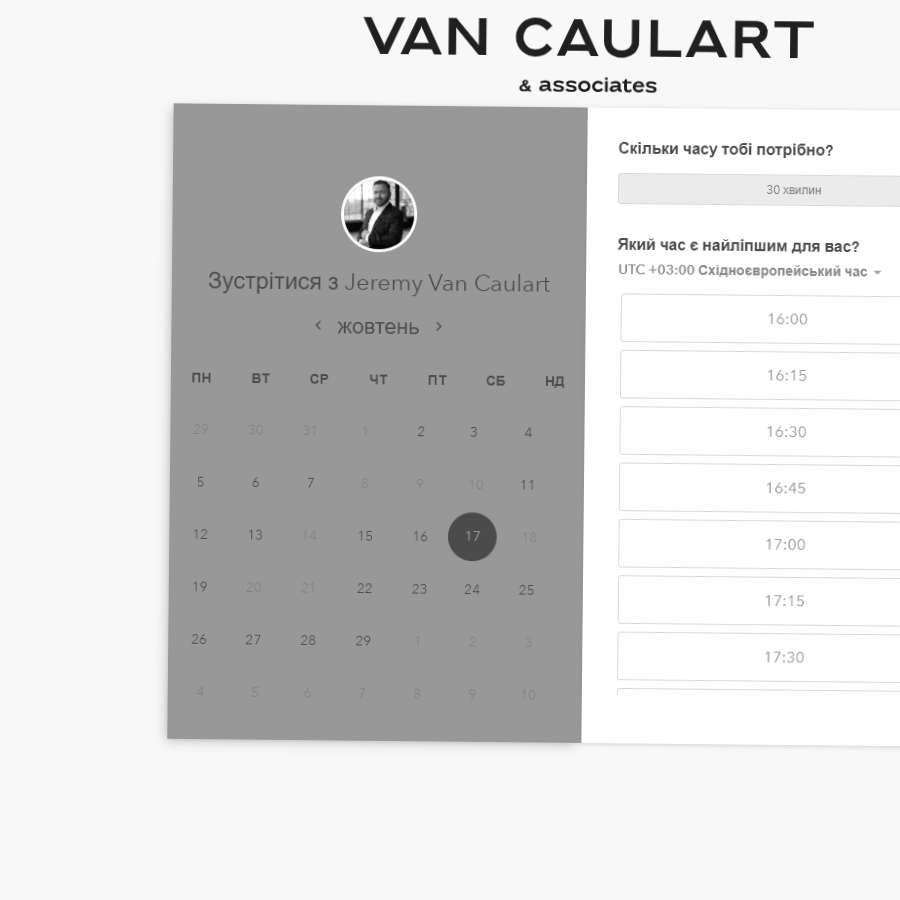 VAN CAULART
& associates
Зустрітися з Jeremy Van Caulart
‹ жовтень ›
ПН ВТ СР ЧТ ПТ СБ НД
29 30 31 1 2 3 4
5 6 7 8 9 10 11
12 13 14 15 16 17 18
19 20 21 22 23 24 25
26 27 28 29 1 2 3
4 5 6 7 8 9 10
Скільки часу тобі потрібно?
30 хвилин
Який час є найліпшим для вас?
UTC +03:00 Східноєвропейський час
16:00
16:15
16:30
16:45
17:00
17:15
17:30